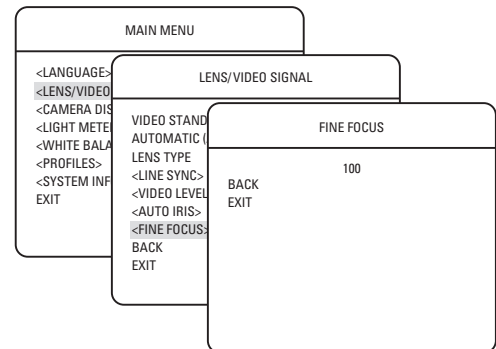 MAIN MENU
<LANGUAGE>
<LENS/VIDEO
<CAMERA DIS
<LIGHT METE
<WHITE BALA
<PROFILES>
<SYSTEM INF
EXIT
LENS/VIDEO SIGNAL
VIDEO STAND
AUTOMATIC (
LENS TYPE
<LINE SYNC>
<VIDEO LEVEL
<AUTO IRIS>
<FINE FOCUS>
BACK
EXIT
FINE FOCUS
100
BACK
EXIT